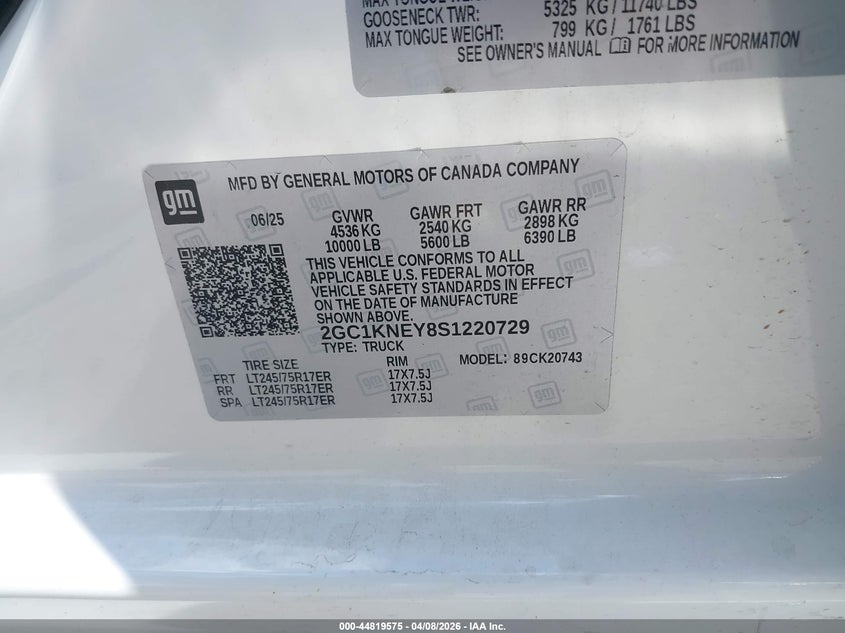 MAX TONGUE WEIGHT:
5325 KG/11740 LBS
GOOSENECK TWR:
799 KG/ 1761 LBS
MAX TONGUE WEIGHT:
SEE OWNER'S MANUAL FOR MORE INFORMATION
gm
MFD BY GENERAL MOTORS OF CANADA COMPANY
06/25 GVWR GAWR FRT GAWR RR
4536 KG 2540 KG 2898 KG
10000 LB 5600 LB 6390 LB
THIS VEHICLE CONFORMS TO ALL
APPLICABLE U.S. FEDERAL MOTOR
VEHICLE SAFETY STANDARDS IN EFFECT
ON THE DATE OF MANUFACTURE
SHOWN ABOVE.
2GC1KNEY8S1220729
TYPE: TRUCK MODEL: 89CK20743
TIRE SIZE RIM
FRT LT245/75R17ER 17X7.5J
RR LT245/75R17ER 17X7.5J
SPA LT245/75R17ER 17X7.5J
000-44819575 - 04/08/2026 - IAA Inc.